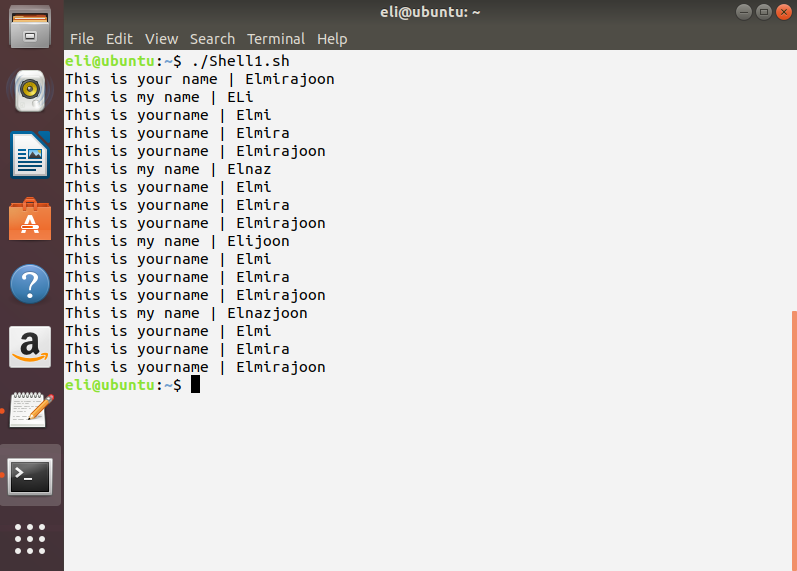 eli@ubuntu: ~
File Edit View Search Terminal Help
eli@ubuntu:~$ ./Shell1.sh
This is your name | Elmirajoon
This is my name | ELi
This is yourname | Elmi
This is yourname | Elmira
This is yourname | Elmirajoon
This is my name | Elnaz
This is yourname | Elmi
This is yourname | Elmira
This is yourname | Elmirajoon
This is my name | Elijoon
This is yourname | Elmi
This is yourname | Elmira
This is yourname | Elmirajoon
This is my name | Elnazjoon
This is yourname | Elmi
This is yourname | Elmira
This is yourname | Elmirajoon
eli@ubuntu:~$